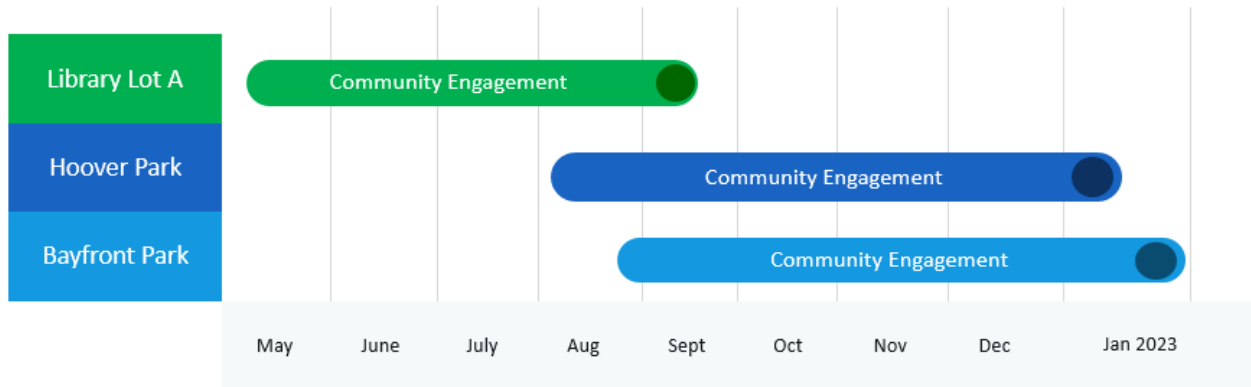 Library Lot A
Community Engagement
Hoover Park
Community Engagement
Bayfront Park
Community Engagement
May June July Aug Sept Oct Nov Dec Jan 2023